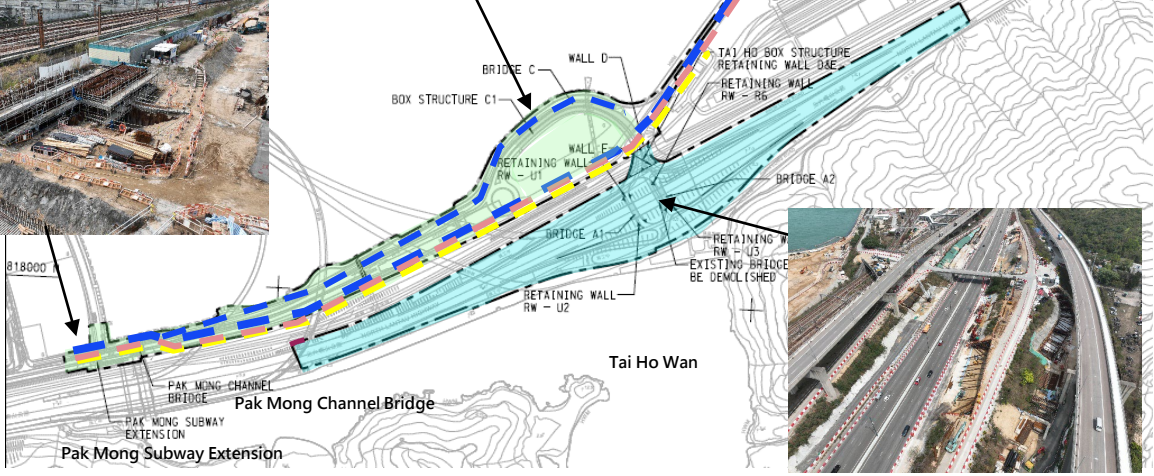 WALL D
TAI HO BOX STRUCTURE
RETAINING WALL D&E
BRIDGE C
RETAINING WALL
RW - R6
BOX STRUCTURE C1
WALL E
RETAINING WALL
RW - U1
BRIDGE A2
BRIDGE A1
RETAINING W
RW - U3
EXISTING BRIDGE
BE DEMOLISHED
818000 N
RETAINING WALL
RW - U2
Tai Ho Wan
PAK MONG CHANNEL
BRIDGE
Pak Mong Channel Bridge
PAK MONG SUBWAY
EXTENSION
Pak Mong Subway Extension